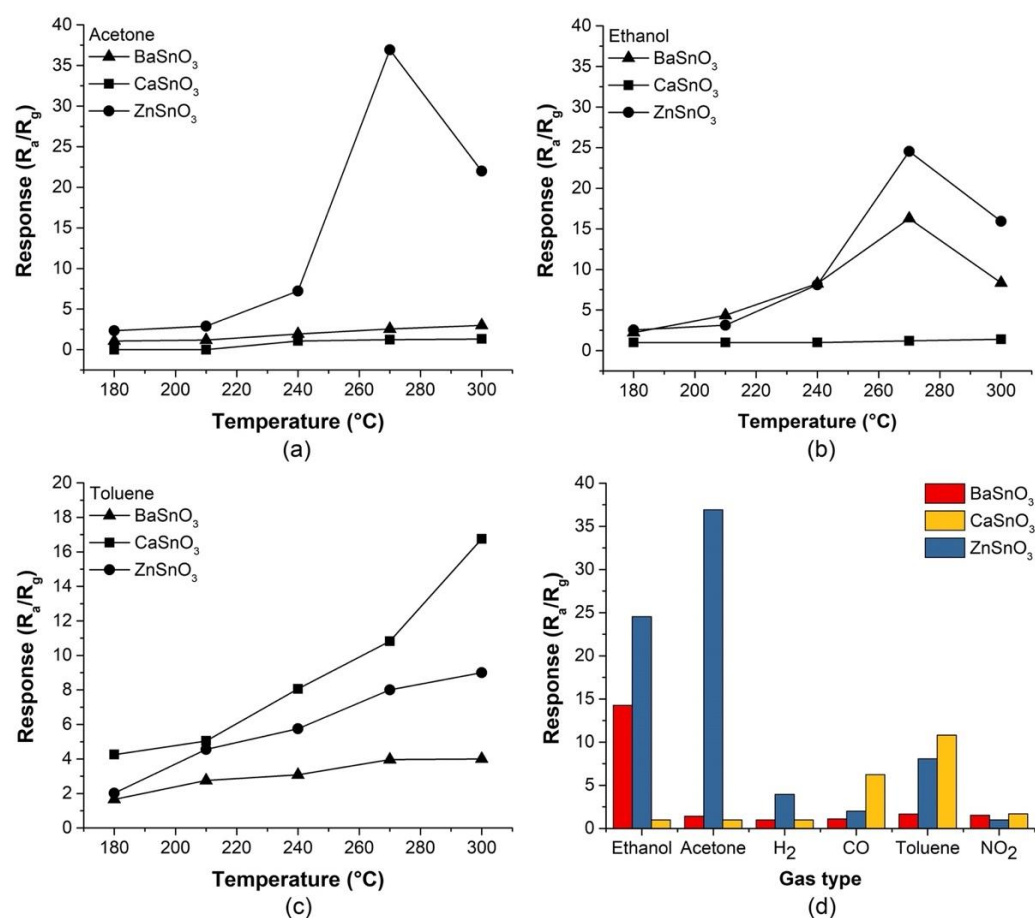 Acetone
BaSnO₃
CaSnO₃
ZnSnO₃
40
35
30
25
20
15
10
5
0
Response (Rₐ/R_g)
180 200 220 240 260 280 300
Temperature (°C)
(a)
Ethanol
BaSnO₃
CaSnO₃
ZnSnO₃
40
35
30
25
20
15
10
5
0
Response (Rₐ/R_g)
180 200 220 240 260 280 300
Temperature (°C)
(b)
Toluene
BaSnO₃
CaSnO₃
ZnSnO₃
20
18
16
14
12
10
8
6
4
2
0
Response (Rₐ/R_g)
180 200 220 240 260 280 300
Temperature (°C)
(c)
BaSnO₃
CaSnO₃
ZnSnO₃
40
35
30
25
20
15
10
5
0
Response (Rₐ/R_g)
Ethanol Acetone H₂ CO Toluene NO₂
Gas type
(d)